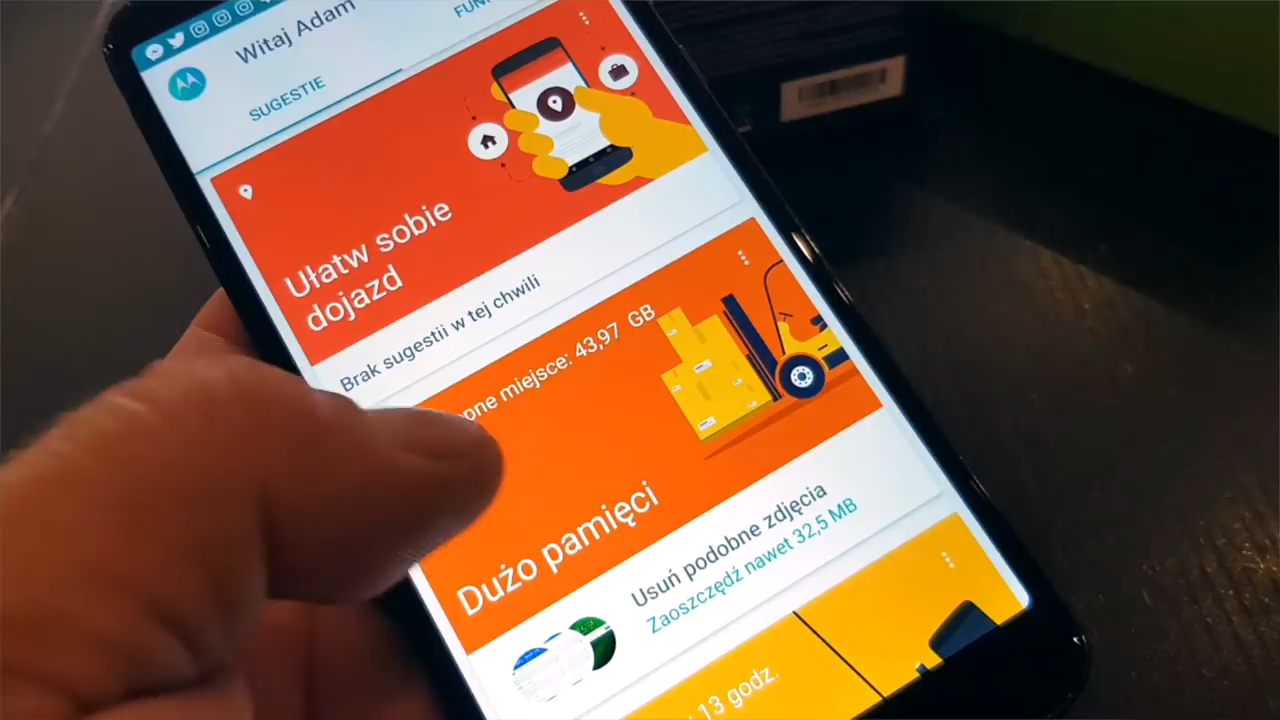 Witaj Adam
SUGESTIE
Ułatw sobie
dojazd
Brak sugestii w tej chwili
miejsce: 43,97 GB
Dużo pamięci
Usuń podobne zdjęcia
Zaoszczędź nawet 32,5 MB
13 godz.